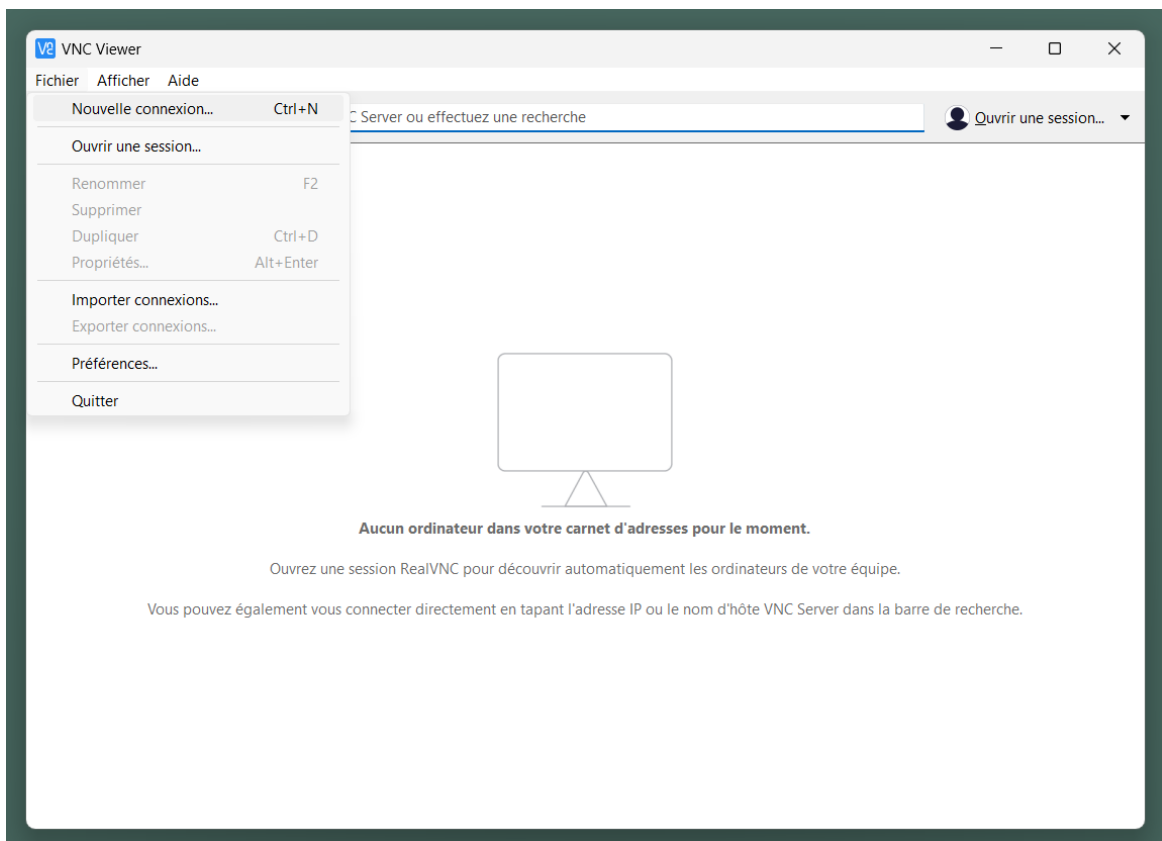 VNC Viewer
Fichier Afficher Aide
Nouvelle connexion... Ctrl+N
Server ou effectuez une recherche
Ouvrir une session...
Ouvrir une session...
Renommer F2
Supprimer
Dupliquer Ctrl+D
Propriétés... Alt+Enter
Importer connexions...
Exporter connexions...
Préférences...
Quitter
Aucun ordinateur dans votre carnet d'adresses pour le moment.
Ouvrez une session RealVNC pour découvrir automatiquement les ordinateurs de votre équipe.
Vous pouvez également vous connecter directement en tapant l'adresse IP ou le nom d'hôte VNC Server dans la barre de recherche.